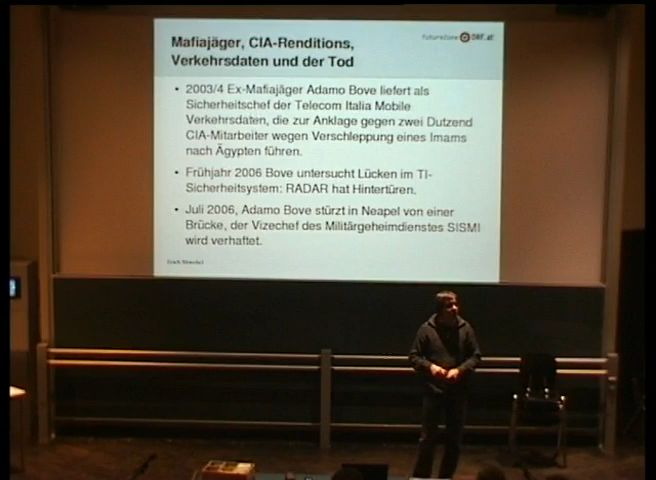 Mafiajäger, CIA-Renditions,
Verkehrsdaten und der Tod
futurezone ORF.at
• 2003/4 Ex-Mafiajäger Adamo Bove liefert als
Sicherheitschef der Telecom Italia Mobile
Verkehrsdaten, die zur Anklage gegen zwei Dutzend
CIA-Mitarbeiter wegen Verschleppung eines Imams
nach Ägypten führen.
• Frühjahr 2006 Bove untersucht Lücken im TI-
Sicherheitsystem: RADAR hat Hintertüren.
• Juli 2006, Adamo Bove stürzt in Neapel von einer
Brücke, der Vizechef des Militärgeheimdienstes SISMI
wird verhaftet.
Erich Moechel